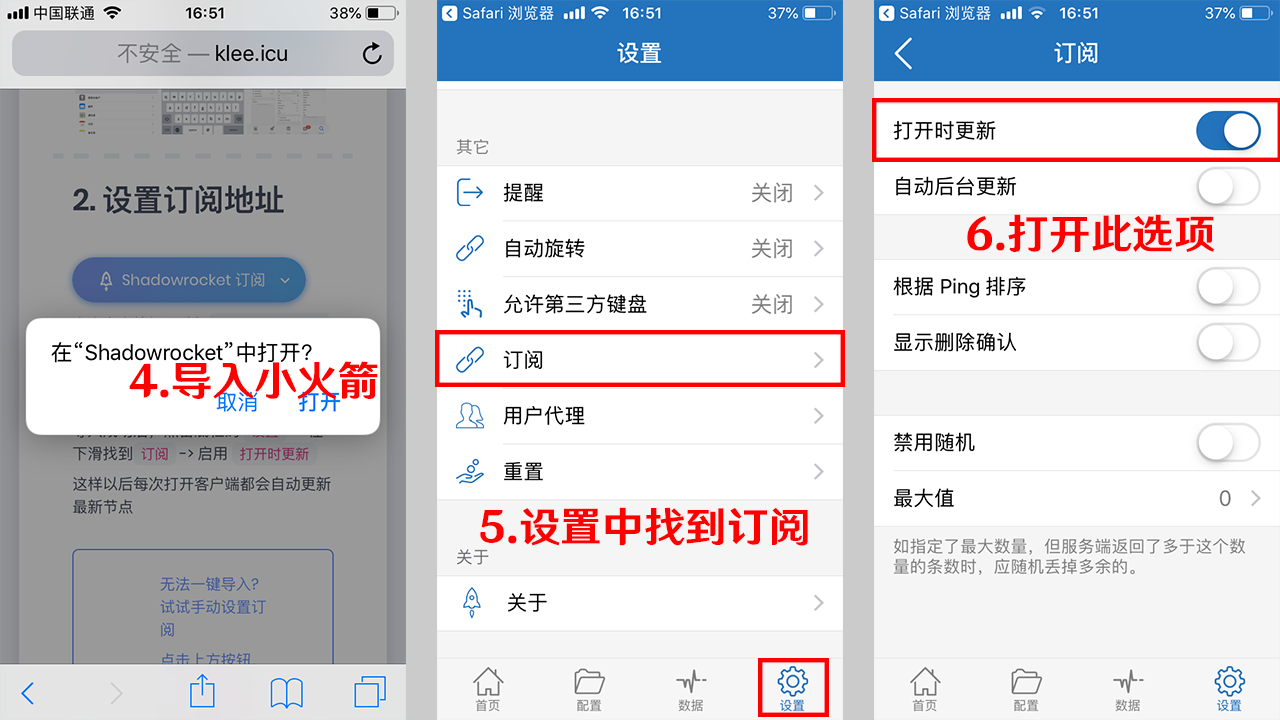 中国联通 16:51 38%
不安全 — klee.icu
2. 设置订阅地址
Shadowrocket 订阅
在“Shadowrocket”中打开?
4.导入小火箭
取消 打开
下滑找到 订阅 -> 启用 打开时更新
这样以后每次打开客户端都会自动更新
最新节点
无法一键导入?
试试手动设置订
阅
点击上方按钮
Safari 浏览器 16:51 37%
设置
其它
提醒 关闭
自动旋转 关闭
允许第三方键盘 关闭
订阅
用户代理
重置
5.设置中找到订阅
关于
关于
首页 配置 数据 设置
Safari 浏览器 16:51 37%
订阅
打开时更新
自动后台更新
6.打开此选项
根据 Ping 排序
显示删除确认
禁用随机
最大值 0
如指定了最大数量，但服务端返回了多于这个数
量的条数时，应随机丢掉多余的。
首页 配置 数据 设置